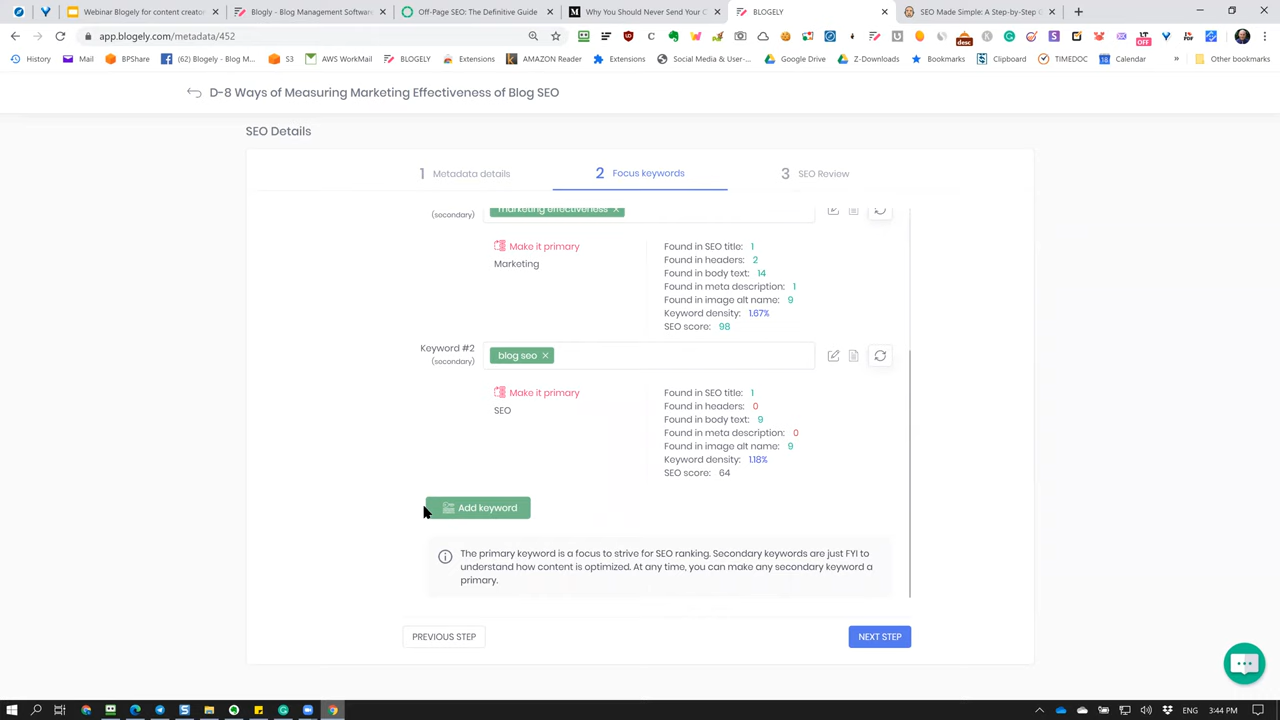 Webinar Blogely for content creator
Blogly - Blog Management Software
Off-Page SEO: The Definitive Guide
Why You Should Never Send Your C
BLOGELY
SEO Made Simple: A Step-by-Step G
app.blogely.com/metadata/452
desc
LT OFF
History
Mail
BPShare
(62) Blogely - Blog M...
S3
AWS WorkMail
BLOGELY
Extensions
AMAZON Reader
Extensions
Social Media & User-...
Google Drive
Z-Downloads
Bookmarks
Clipboard
TIMEDOC
Calendar
»
Other bookmarks
D-8 Ways of Measuring Marketing Effectiveness of Blog SEO
SEO Details
1 Metadata details
2 Focus keywords
3 SEO Review
(secondary)
marketing effectiveness ×
Make it primary
Marketing
Found in SEO title: 1
Found in headers: 2
Found in body text: 14
Found in meta description: 1
Found in image alt name: 9
Keyword density: 1.67%
SEO score: 98
Keyword #2
(secondary)
blog seo ×
Make it primary
SEO
Found in SEO title: 1
Found in headers: 0
Found in body text: 9
Found in meta description: 0
Found in image alt name: 9
Keyword density: 1.18%
SEO score: 64
Add keyword
The primary keyword is a focus to strive for SEO ranking. Secondary keywords are just FYI to
understand how content is optimized. At any time, you can make any secondary keyword a
primary.
PREVIOUS STEP
NEXT STEP
ENG
3:44 PM